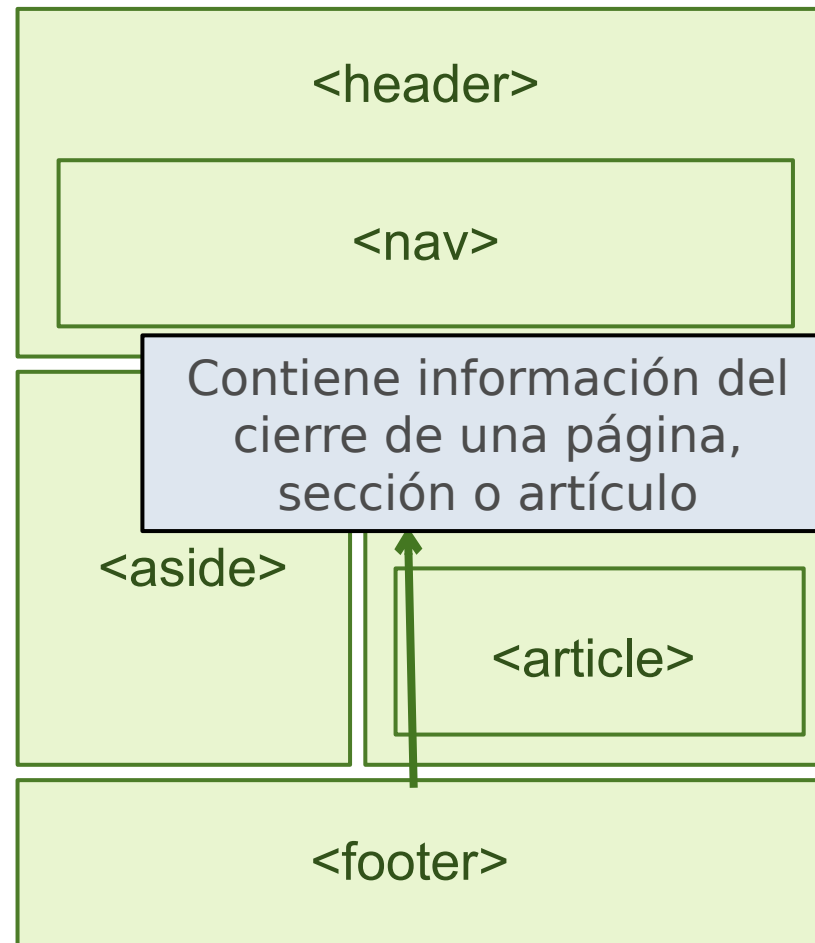 <header>
<nav>
Contiene información del
cierre de una página,
sección o artículo
<aside>
<article>
<footer>